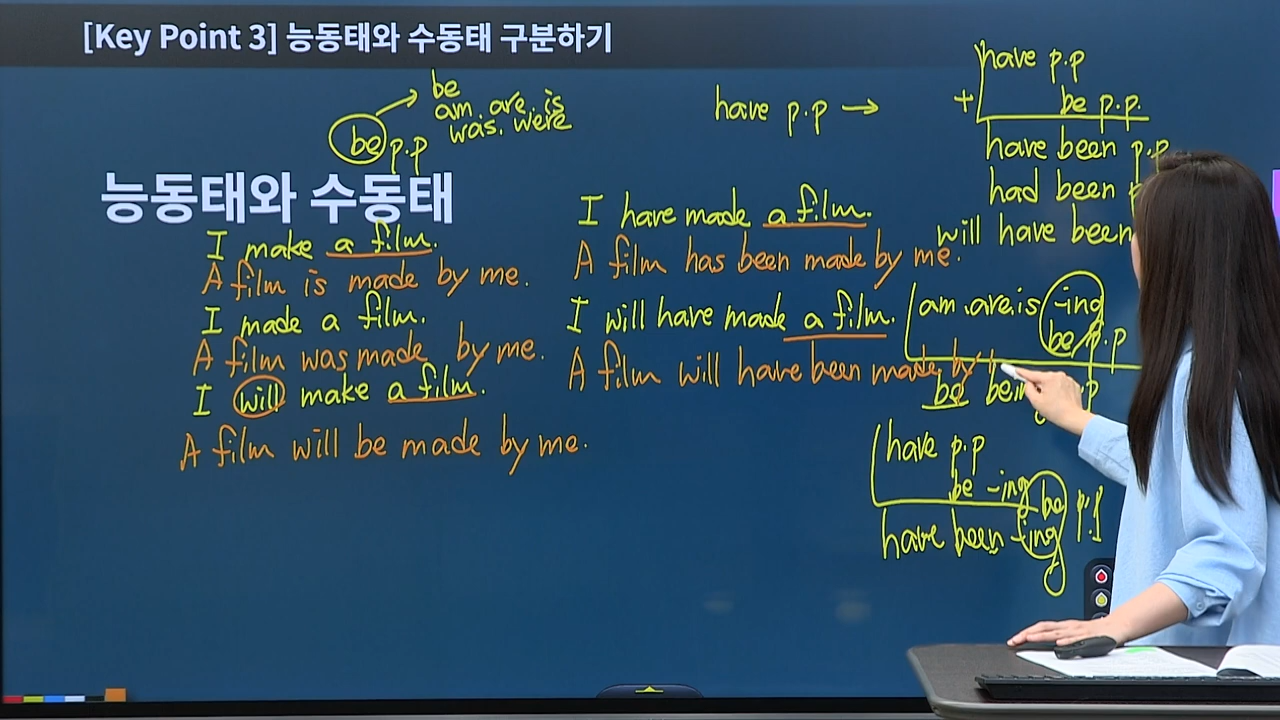 [Key Point 3] 능동태와 수동태 구분하기
be
am. are. is
was. were
be p.p
능동태와 수동태
I make a film.
A film is made by me.
I made a film.
A film was made by me.
I will make a film.
A film will be made by me.
have p.p →
I have made a film.
A film has been made by me.
I will have made a film.
A film will have been made by
have p.p
+ be p.p.
have been p.p
had been
will have been
am.are.is -ing
be p.p
be being p
have p.p
be -ing
be p.p
have been -ing